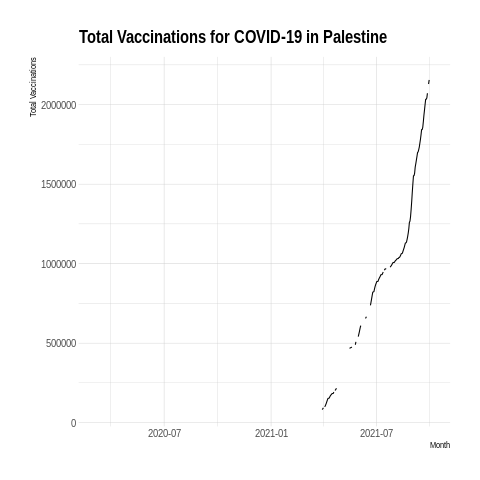 Total Vaccinations for COVID-19 in Palestine
Total Vaccinations
2000000
1500000
1000000
500000
0
2020-07 2021-01 2021-07
Month